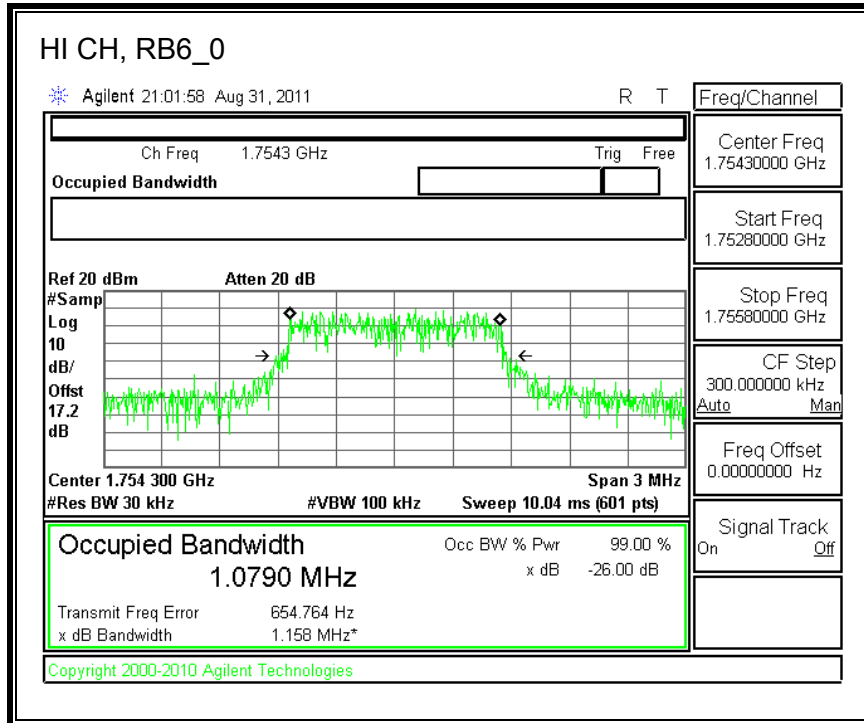 HI CH, RB6_0
Agilent 21:01:58 Aug 31, 2011 R T
Freq/Channel
Ch Freq 1.7543 GHz Trig Free
Occupied Bandwidth
Center Freq
1.75430000 GHz
Start Freq
1.75280000 GHz
Stop Freq
1.75580000 GHz
CF Step
300.000000 kHz
Auto Man
Freq Offset
0.00000000 Hz
Signal Track
On Off
Ref 20 dBm Atten 20 dB
#Samp
Log
10
dB/
Offst
17.2
dB
Center 1.754 300 GHz Span 3 MHz
#Res BW 30 kHz #VBW 100 kHz Sweep 10.04 ms (601 pts)
Occupied Bandwidth Occ BW % Pwr 99.00 %
1.0790 MHz x dB -26.00 dB
Transmit Freq Error 654.764 Hz
x dB Bandwidth 1.158 MHz*
Copyright 2000-2010 Agilent Technologies